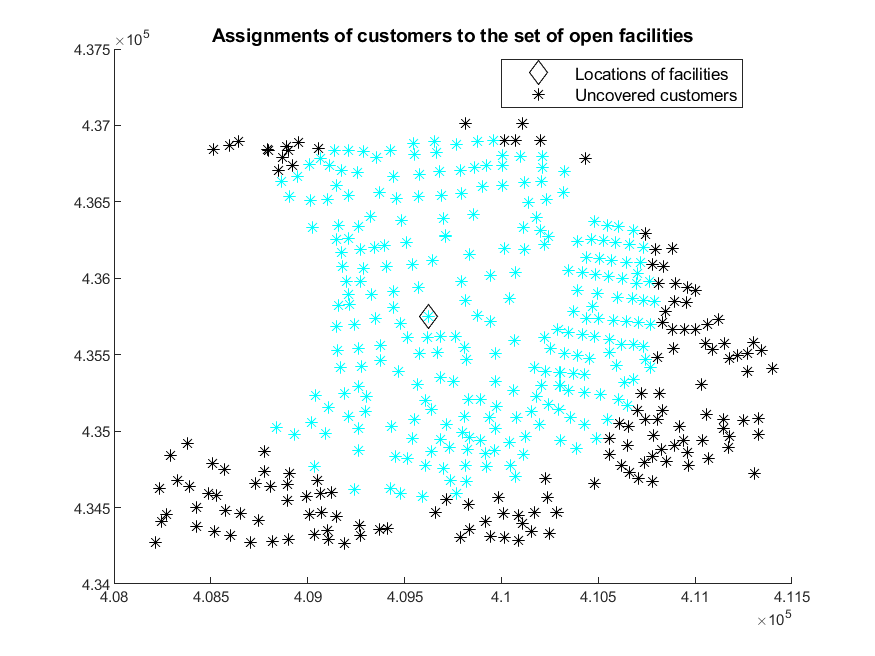 Assignments of customers to the set of open facilities
×10^5
4.375
4.37
4.365
4.36
4.355
4.35
4.345
4.34
Locations of facilities
Uncovered customers
4.08 4.085 4.09 4.095 4.1 4.105 4.11 4.115
×10^5